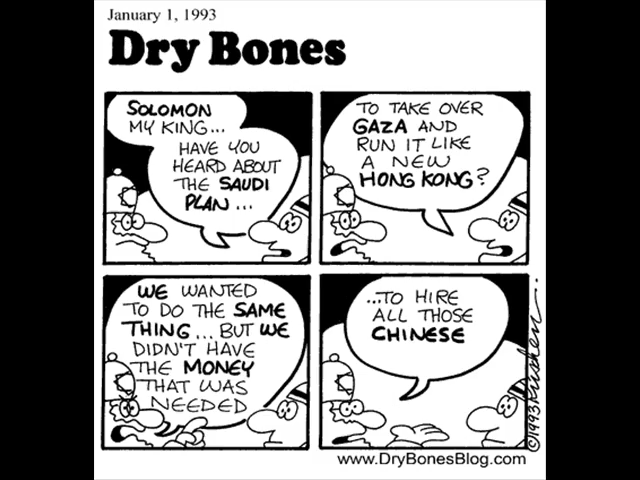 January 1, 1993
Dry Bones
SOLOMON
MY KING...
HAVE YOU
HEARD ABOUT
THE SAUDI
PLAN...
TO TAKE OVER
GAZA AND
RUN IT LIKE
A NEW
HONG KONG?
WE WANTED
TO DO THE SAME
THING... BUT WE
DIDN'T HAVE
THE MONEY
THAT WAS
NEEDED
...TO HIRE
ALL THOSE
CHINESE
©1993 Kirschen
www.DryBonesBlog.com